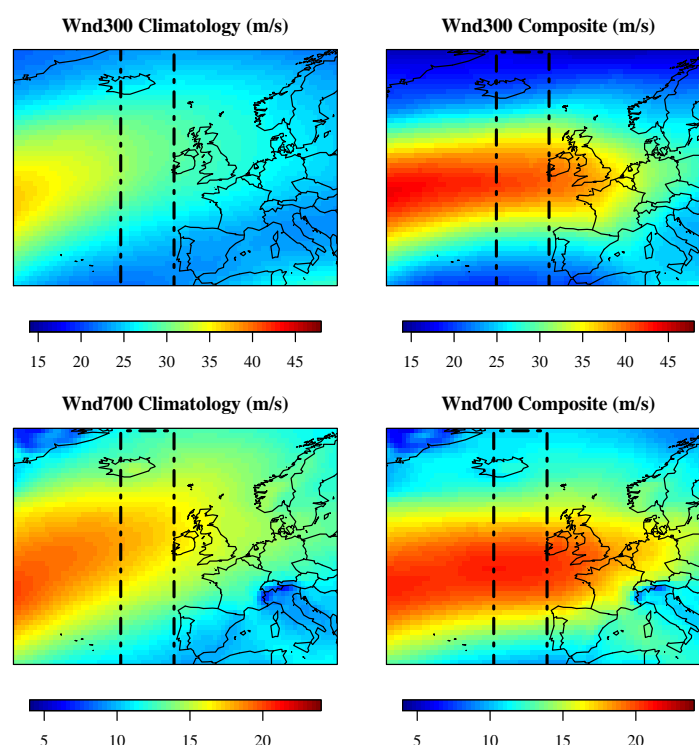 Wnd300 Climatology (m/s)
Wnd300 Composite (m/s)
15 20 25 30 35 40 45
15 20 25 30 35 40 45
Wnd700 Climatology (m/s)
Wnd700 Composite (m/s)
5 10 15 20
5 10 15 20